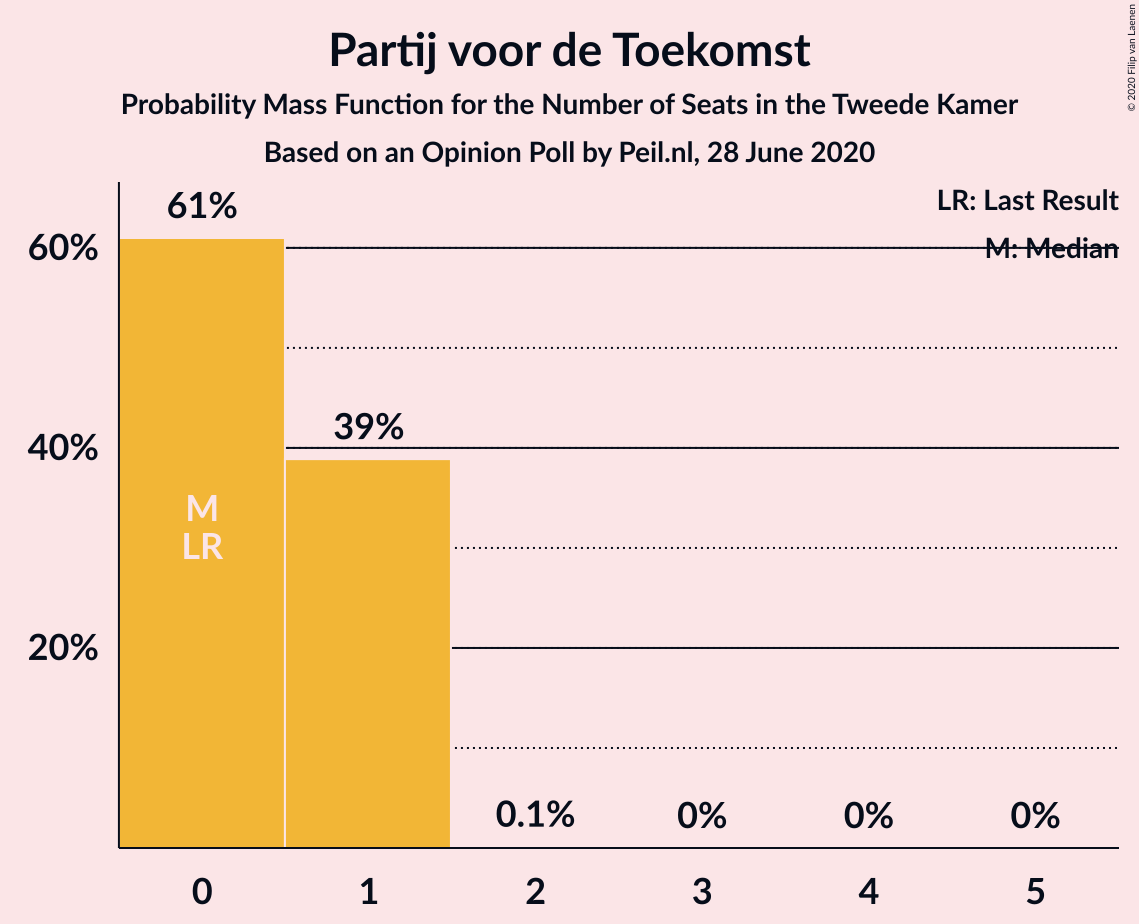 Partij voor de Toekomst
Probability Mass Function for the Number of Seats in the Tweede Kamer
Based on an Opinion Poll by Peil.nl, 28 June 2020
© 2020 Filip van Laenen
LR: Last Result
M: Median
61%
60%
39%
40%
M
LR
20%
0.1%
0%
0%
0%
0
1
2
3
4
5